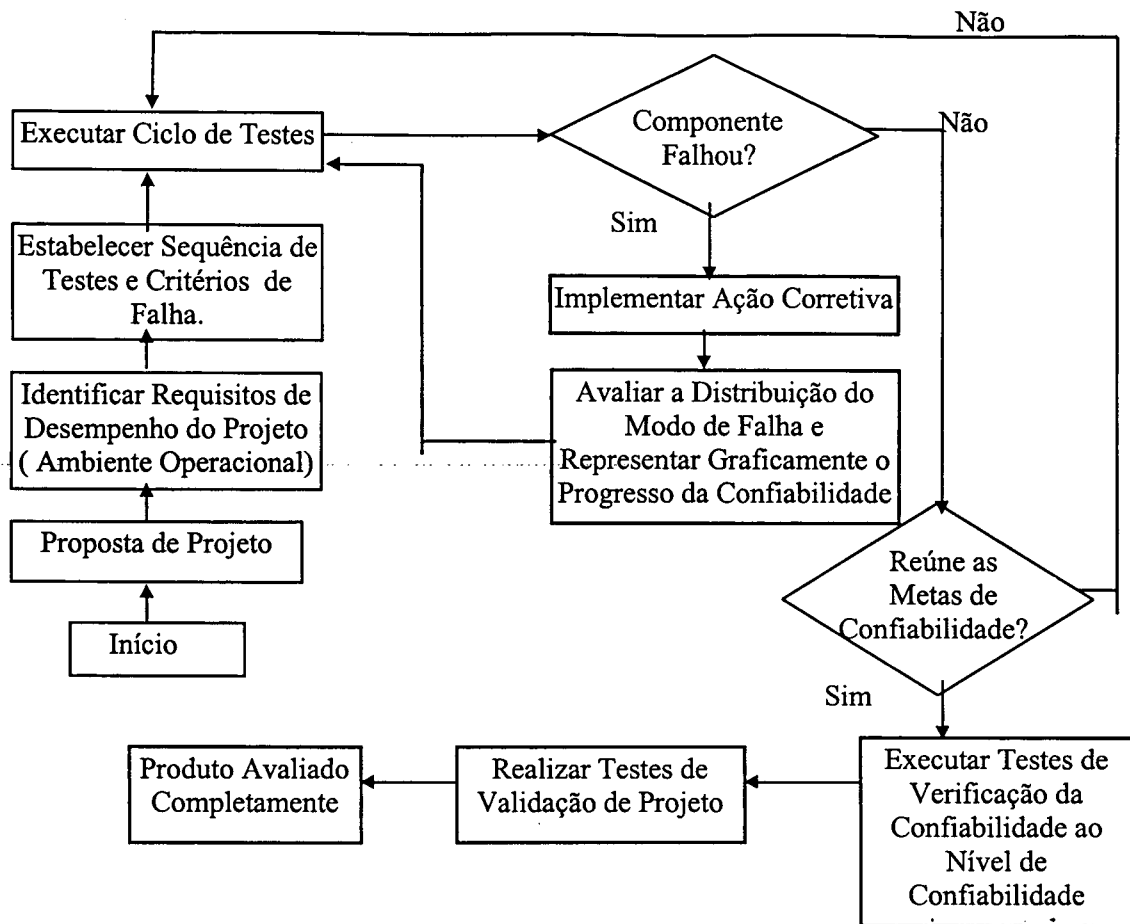 Não
Executar Ciclo de Testes
Componente
Falhou?
Não
Sim
Estabelecer Sequência de
Testes e Critérios de
Falha.
Implementar Ação Corretiva
Identificar Requisitos de
Desempenho do Projeto
( Ambiente Operacional)
Avaliar a Distribuição do
Modo de Falha e
Representar Graficamente o
Progresso da Confiabilidade
Proposta de Projeto
Início
Reúne as
Metas de
Confiabilidade?
Sim
Executar Testes de
Verificação da
Confiabilidade ao
Nível de
Confiabilidade
Realizar Testes de
Validação de Projeto
Produto Avaliado
Completamente